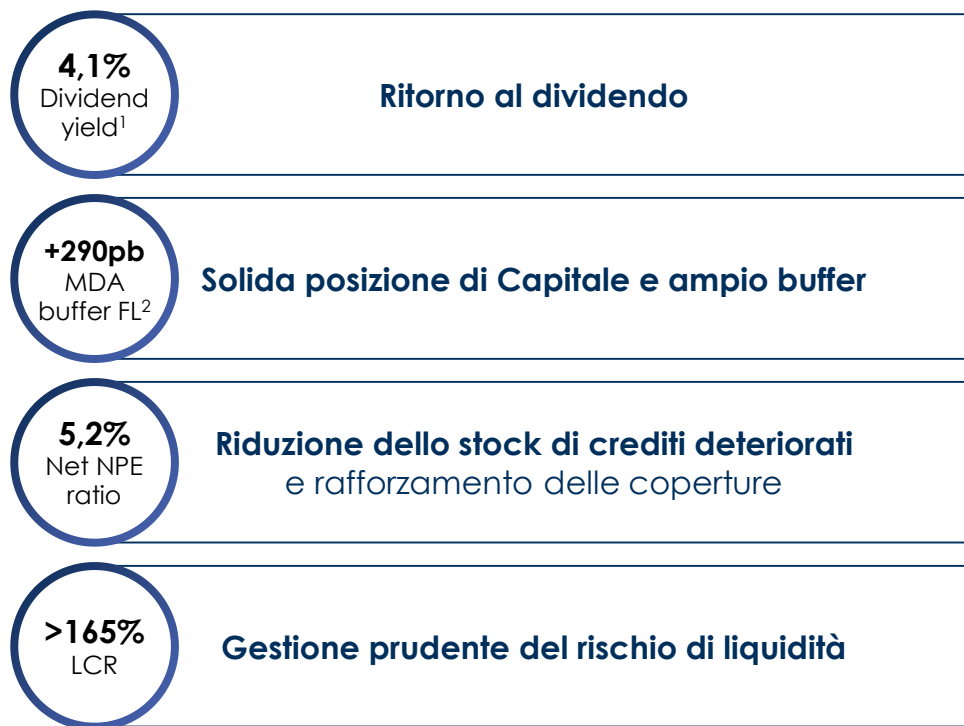 4,1%
Dividend
yield¹
Ritorno al dividendo
+290pb
MDA
buffer FL²
Solida posizione di Capitale e ampio buffer
5,2%
Net NPE
ratio
Riduzione dello stock di crediti deteriorati
e rafforzamento delle coperture
>165%
LCR
Gestione prudente del rischio di liquidità